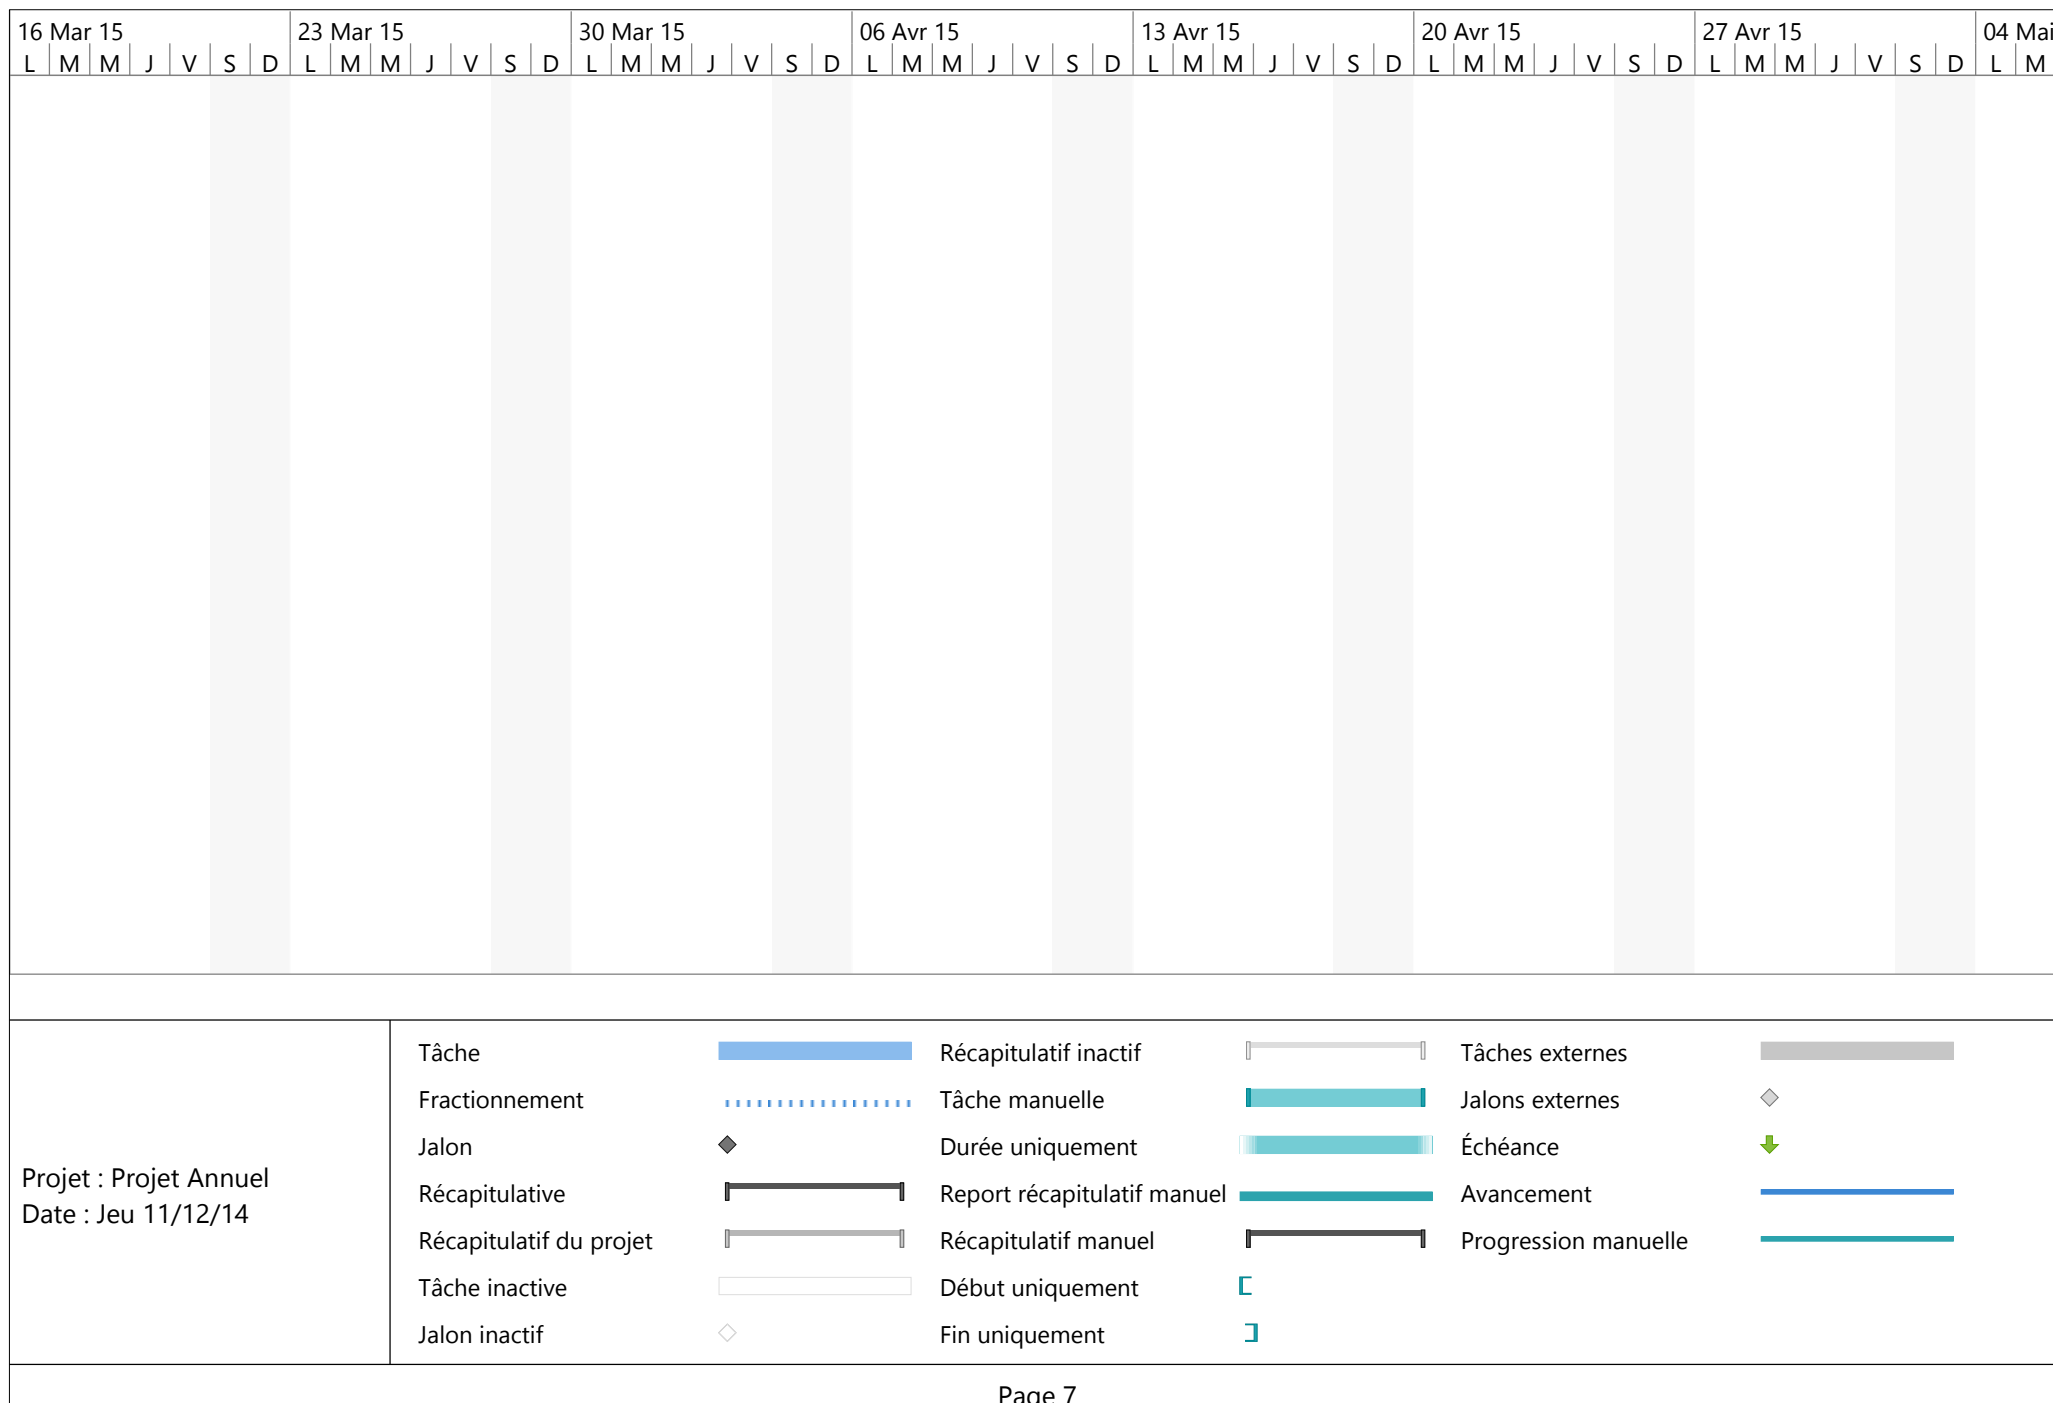 16 Mar 15 23 Mar 15 30 Mar 15 06 Avr 15 13 Avr 15 20 Avr 15 27 Avr 15 04 Mai
L M M J V S D L M M J V S D L M M J V S D L M M J V S D L M M J V S D L M M J V S D L M M J V S D L M
Projet : Projet Annuel
Date : Jeu 11/12/14
Tâche
Fractionnement
Jalon
Récapitulative
Récapitulatif du projet
Tâche inactive
Jalon inactif
Récapitulatif inactif
Tâche manuelle
Durée uniquement
Report récapitulatif manuel
Récapitulatif manuel
Début uniquement
Fin uniquement
Tâches externes
Jalons externes
Échéance
Avancement
Progression manuelle
Page 7